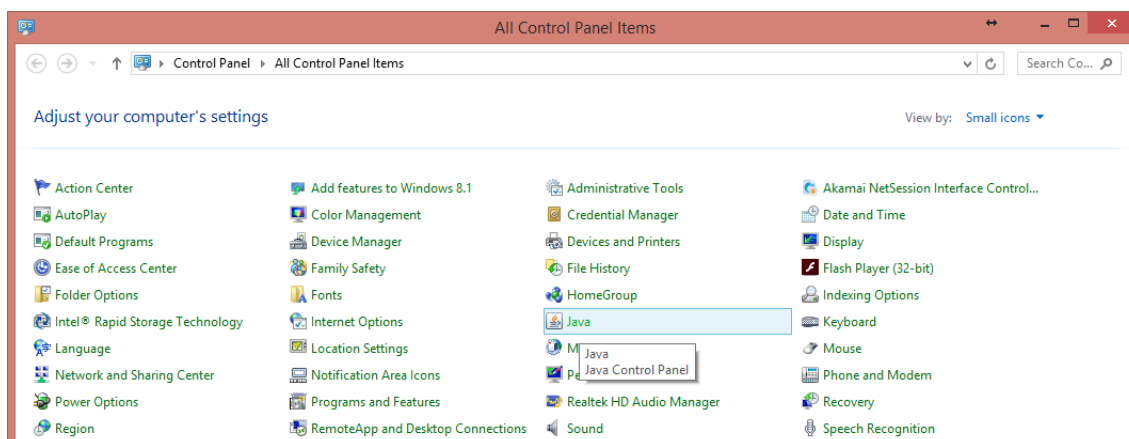 All Control Panel Items
Control Panel All Control Panel Items Search Co...
Adjust your computer's settings
View by: Small icons
Action Center Add features to Windows 8.1 Administrative Tools Akamai NetSession Interface Control...
AutoPlay Color Management Credential Manager Date and Time
Default Programs Device Manager Devices and Printers Display
Ease of Access Center Family Safety File History Flash Player (32-bit)
Folder Options Fonts HomeGroup Indexing Options
Intel® Rapid Storage Technology Internet Options Java Keyboard
Language Location Settings M Mouse
Java
Java Control Panel
Network and Sharing Center Notification Area Icons Pe Phone and Modem
Power Options Programs and Features Realtek HD Audio Manager Recovery
Region RemoteApp and Desktop Connections Sound Speech Recognition